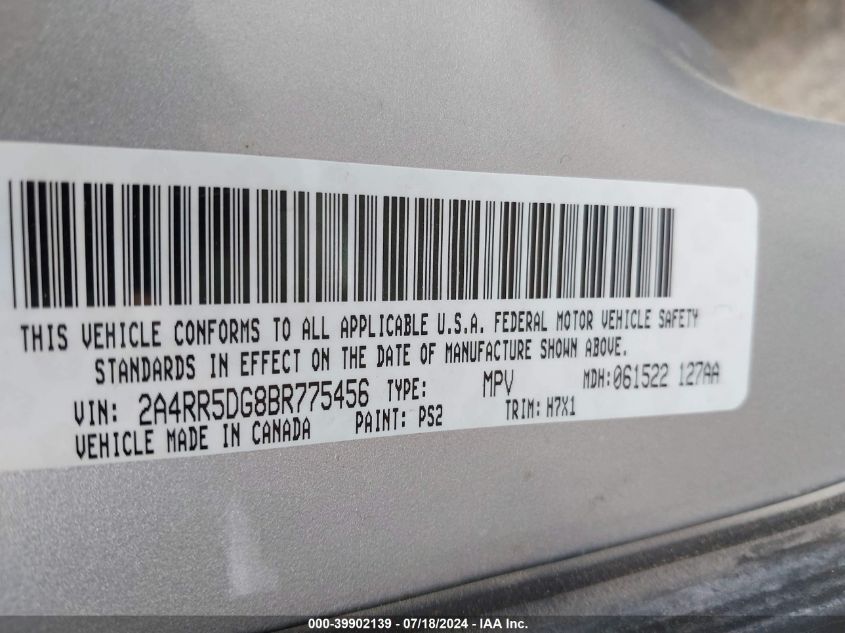 THIS VEHICLE CONFORMS TO ALL APPLICABLE U.S.A. FEDERAL MOTOR VEHICLE SAFETY
STANDARDS IN EFFECT ON THE DATE OF MANUFACTURE SHOWN ABOVE.
VIN: 2A4RR5DG8BR775456 TYPE: MPV MDH: 061522 127AA
VEHICLE MADE IN CANADA PAINT: PS2 TRIM: H7X1
000-39902139 - 07/18/2024 - IAA Inc.